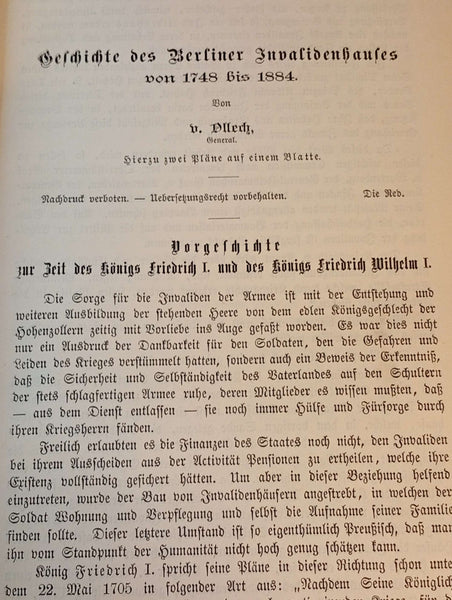 Geschichte des Berliner Invalidenhauses
von 1748 bis 1884.
Von
v. Ollech,
General.
Hierzu zwei Pläne auf einem Blatte.
Nachdruck verboten. — Uebersetzungsrecht vorbehalten. Die Red.
Vorgeschichte
zur Zeit des Königs Friedrich I. und des Königs Friedrich Wilhelm I.
Die Sorge für die Invaliden der Armee ist mit der Entstehung und
weiteren Ausbildung der stehenden Heere von dem edlen Königsgeschlecht der
Hohenzollern zeitig mit Vorliebe ins Auge gefaßt worden. Es war dies nicht
nur ein Ausdruck der Dankbarkeit für den Soldaten, den die Gefahren und
Leiden des Krieges verstümmelt hatten, sondern auch ein Beweis der Erkenntniß,
daß die Sicherheit und Selbständigkeit des Vaterlandes auf den Schultern
der stets schlagfertigen Armee ruhe, deren Mitglieder es wissen mußten, daß
— aus dem Dienst entlassen — sie noch immer Hülfe und Fürsorge durch
ihren Kriegsherrn fänden.
Freilich erlaubten es die Finanzen des Staates noch nicht, den Invaliden
bei ihrem Ausscheiden aus der Activität Pensionen zu ertheilen, welche ihre
Existenz vollständig gesichert hätten. Um aber in dieser Beziehung helfend
einzutreten, wurde der Bau von Invalidenhäusern angestrebt, in welchen der
Soldat Wohnung und Verpflegung und selbst die Aufnahme seiner Familie
finden sollte. Dieser letztere Umstand ist so eigenthümlich Preußisch, daß man
ihn vom Standpunkt der Humanität nicht hoch genug schätzen kann.
König Friedrich I. spricht seine Pläne in dieser Richtung schon unter
dem 22. Mai 1705 in folgender Art aus: „Nachdem Seine Königlich